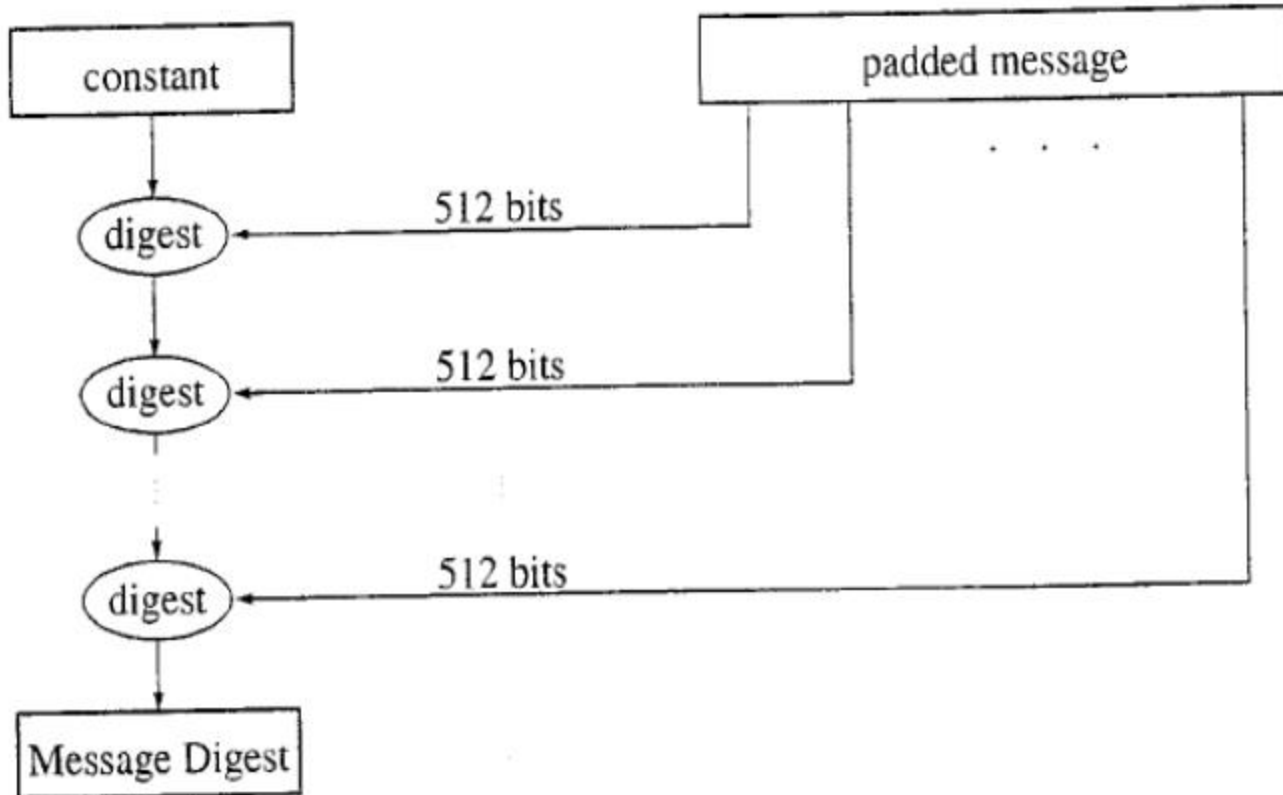 constant
padded message
. . .
512 bits
digest
512 bits
digest
512 bits
digest
Message Digest